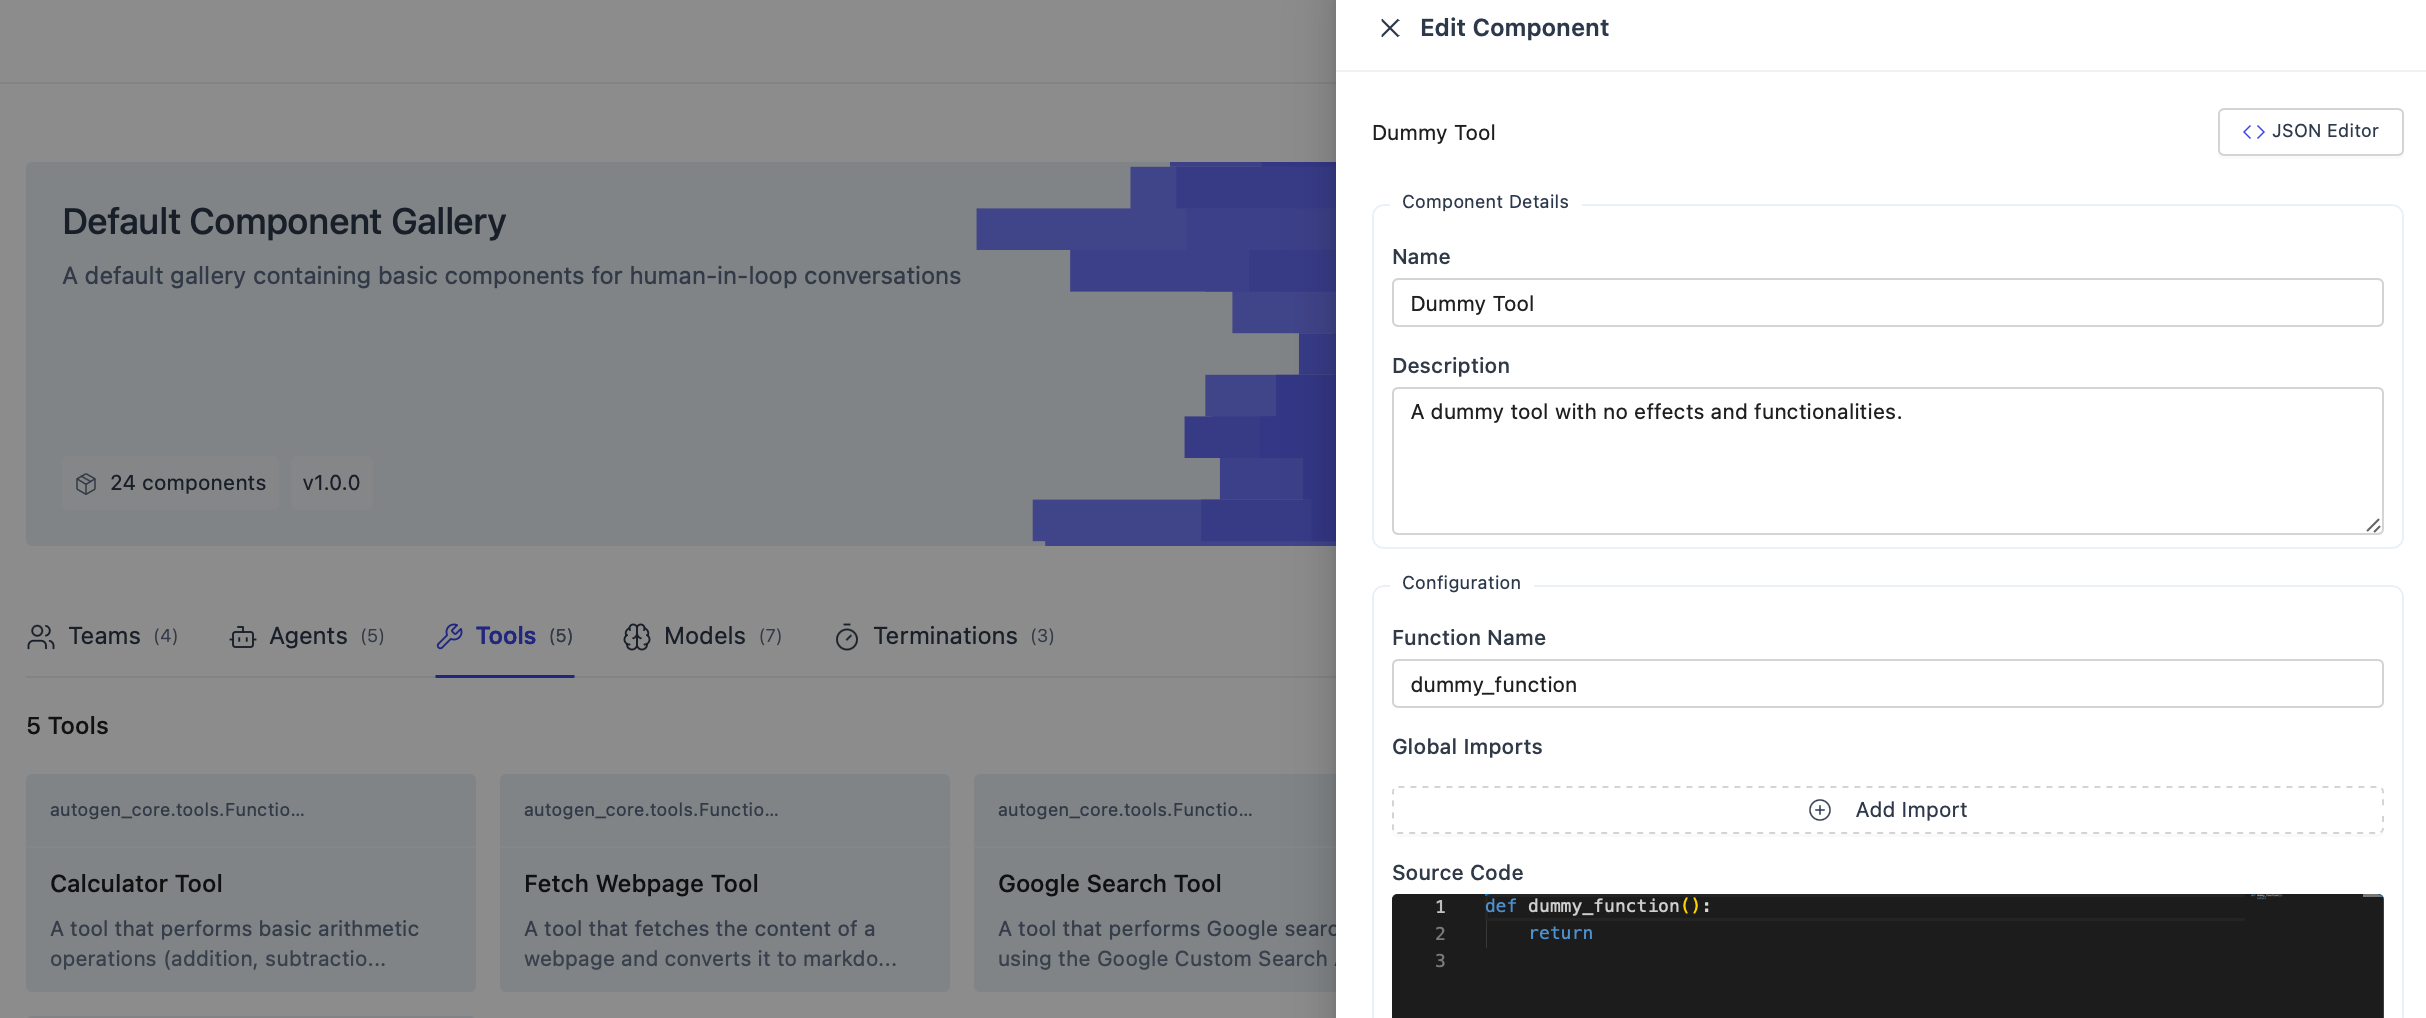 Edit Component
Dummy Tool
JSON Editor
Component Details
Name
Dummy Tool
Description
A dummy tool with no effects and functionalities.
Configuration
Function Name
dummy_function
Global Imports
Add Import
Source Code
1 def dummy_function():
2 return
3
Default Component Gallery
A default gallery containing basic components for human-in-loop conversations
24 components
v1.0.0
Teams (4)
Agents (5)
Tools (5)
Models (7)
Terminations (3)
5 Tools
autogen_core.tools.Functio...
Calculator Tool
A tool that performs basic arithmetic
operations (addition, subtractio...
autogen_core.tools.Functio...
Fetch Webpage Tool
A tool that fetches the content of a
webpage and converts it to markdo...
autogen_core.tools.Functio...
Google Search Tool
A tool that performs Google searc
using the Google Custom Search